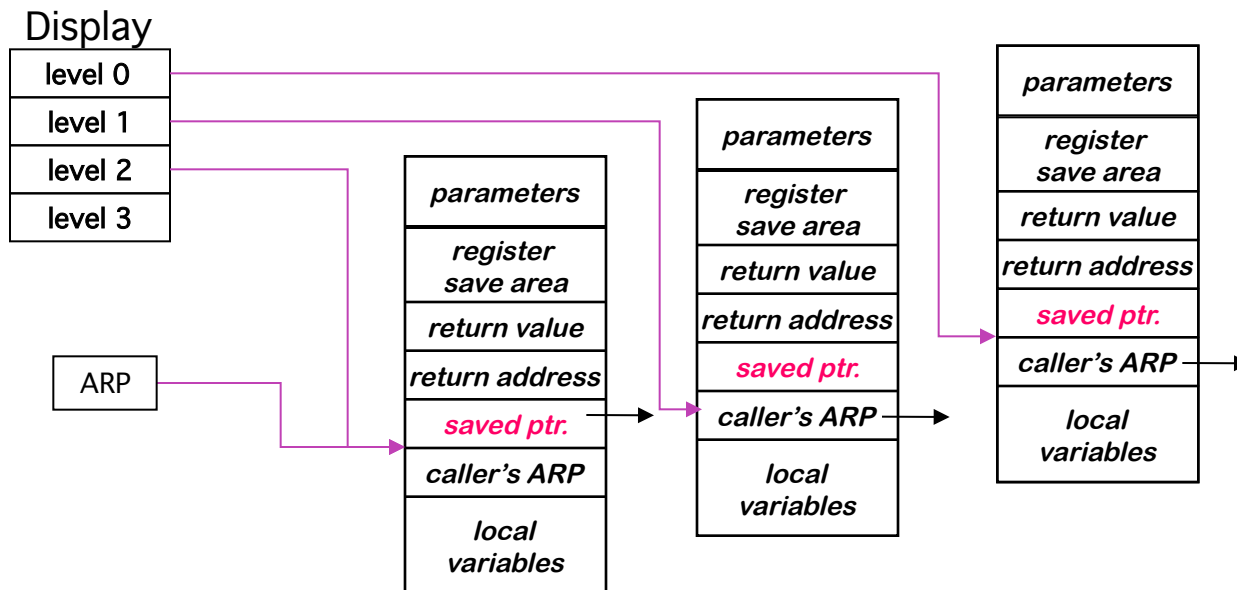 Display
level 0
level 1
level 2
level 3
ARP
parameters
register
save area
return value
return address
saved ptr.
caller's ARP
local
variables
parameters
register
save area
return value
return address
saved ptr.
caller's ARP
local
variables
parameters
register
save area
return value
return address
saved ptr.
caller's ARP
local
variables